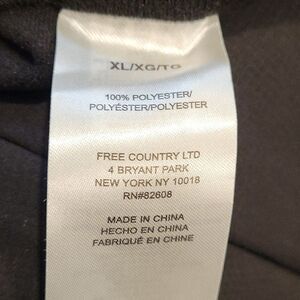 XL/XG/TG
100% POLYESTER/
POLYÉSTER/POLYESTER
FREE COUNTRY LTD
4 BRYANT PARK
NEW YORK NY 10018
RN#82608
MADE IN CHINA
HECHO EN CHINA
FABRIQUÉ EN CHINE